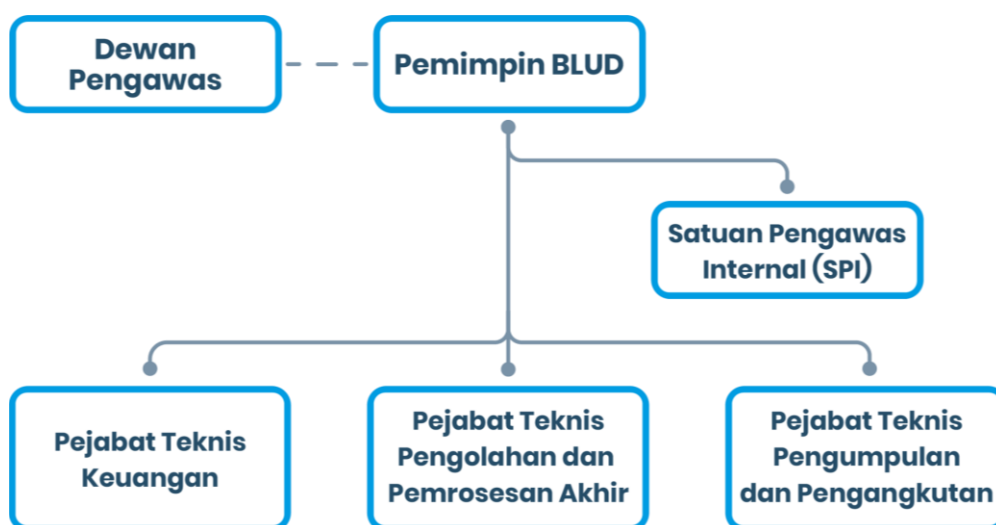 Dewan
Pengawas
Pemimpin BLUD
Satuan Pengawas
Internal (SPI)
Pejabat Teknis
Keuangan
Pejabat Teknis
Pengolahan dan
Pemrosesan Akhir
Pejabat Teknis
Pengumpulan
dan Pengangkutan